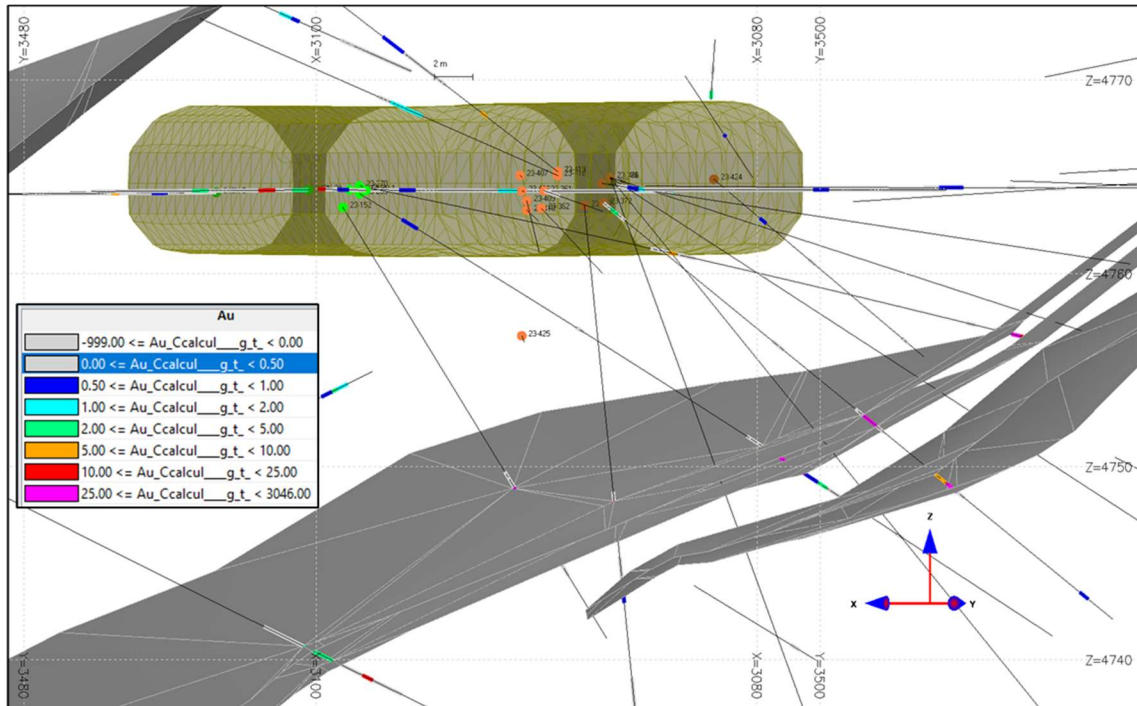 Y=3480
X=3100
X=3080
Y=3500
Z=4770
2 m
23-407
23-424
23-152
23-425
Z=4760
Au
-999.00 <= Au_Ccalcul___g_t_ < 0.00
0.00 <= Au_Ccalcul___g_t_ < 0.50
0.50 <= Au_Ccalcul___g_t_ < 1.00
1.00 <= Au_Ccalcul___g_t_ < 2.00
2.00 <= Au_Ccalcul___g_t_ < 5.00
5.00 <= Au_Ccalcul___g_t_ < 10.00
10.00 <= Au_Ccalcul___g_t_ < 25.00
25.00 <= Au_Ccalcul___g_t_ < 3046.00
Z=4750
Z
X
Y
Z=4740
Y=3480
X=3100
X=3080
Y=3500